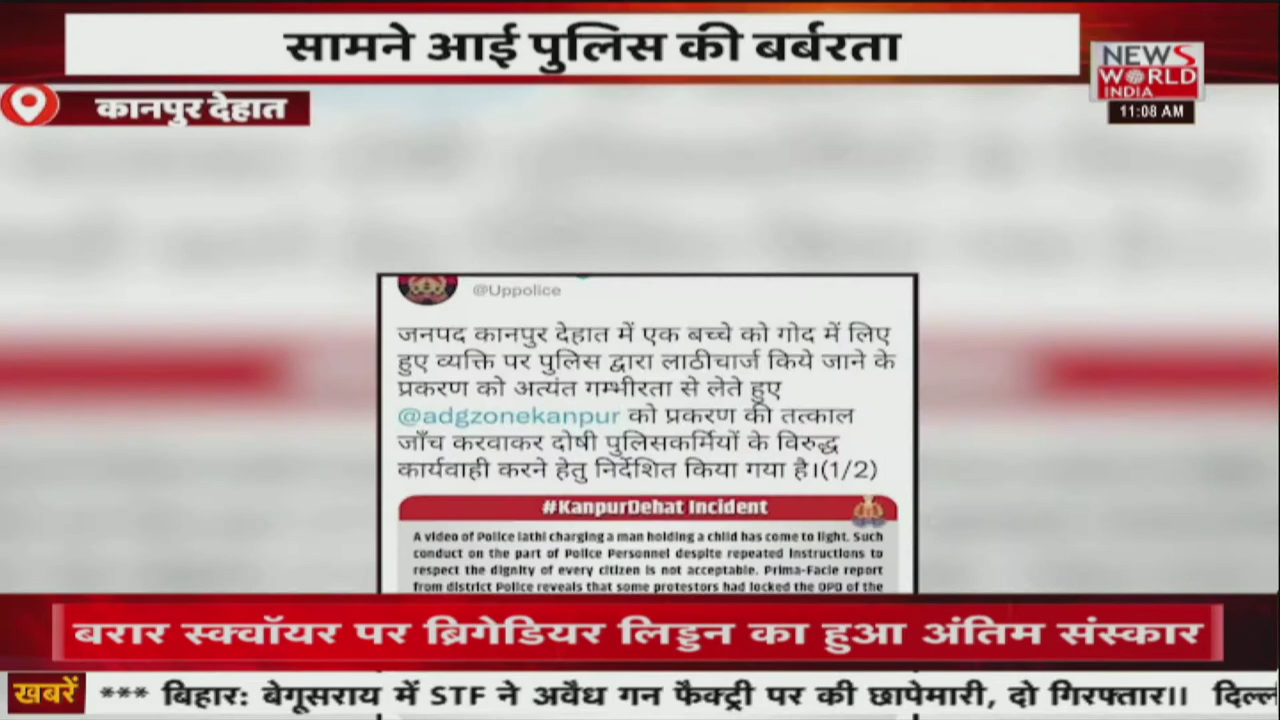 सामने आई पुलिस की बर्बरता
NEWS
WORLD
INDIA
11:08 AM
कानपुर देहात
@Uppolice
जनपद कानपुर देहात में एक बच्चे को गोद में लिए
हुए व्यक्ति पर पुलिस द्वारा लाठीचार्ज किये जाने के
प्रकरण को अत्यंत गम्भीरता से लेते हुए
@adgzonekanpur को प्रकरण की तत्काल
जाँच करवाकर दोषी पुलिसकर्मियों के विरुद्ध
कार्यवाही करने हेतु निर्देशित किया गया है।(1/2)
#KanpurDehat Incident
A video of Police lathi charging a man holding a child has come to light. Such
conduct on the part of Police Personnel despite repeated instructions to
respect the dignity of every citizen is not acceptable. Prima-Facie report
from district Police reveals that some protestors had locked the OPD of the
बरार स्क्वॉयर पर ब्रिगेडियर लिड्डन का हुआ अंतिम संस्कार
खबरें *** बिहार: बेगूसराय में STF ने अवैध गन फैक्ट्री पर की छापेमारी, दो गिरफ्तार।।